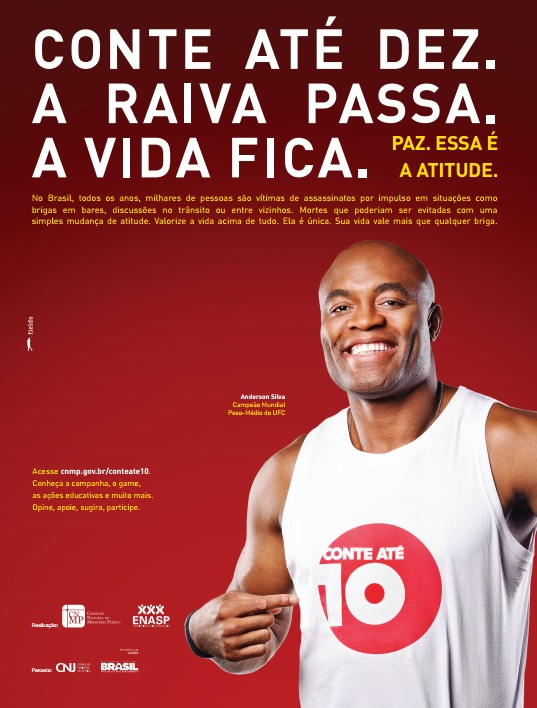 CONTE ATÉ DEZ.
A RAIVA PASSA.
A VIDA FICA.
PAZ. ESSA É
A ATITUDE.
No Brasil, todos os anos, milhares de pessoas são vítimas de assassinatos por impulso em situações como
brigas em bares, discussões no trânsito ou entre vizinhos. Mortes que poderiam ser evitadas com uma
simples mudança de atitude. Valorize a vida acima de tudo. Ela é única. Sua vida vale mais que qualquer briga.
fields
Anderson Silva
Campeão Mundial
Peso-Médio do UFC
Acesse cnmp.gov.br/conteate10.
Conheça a campanha, o game,
as ações educativas e muito mais.
Opine, apoie, sugira, participe.
CONTE ATÉ
10
Realização:
CN
MP
Conselho
Nacional do
Ministério Público
ENASP
Parceria:
CNJ
BRASIL